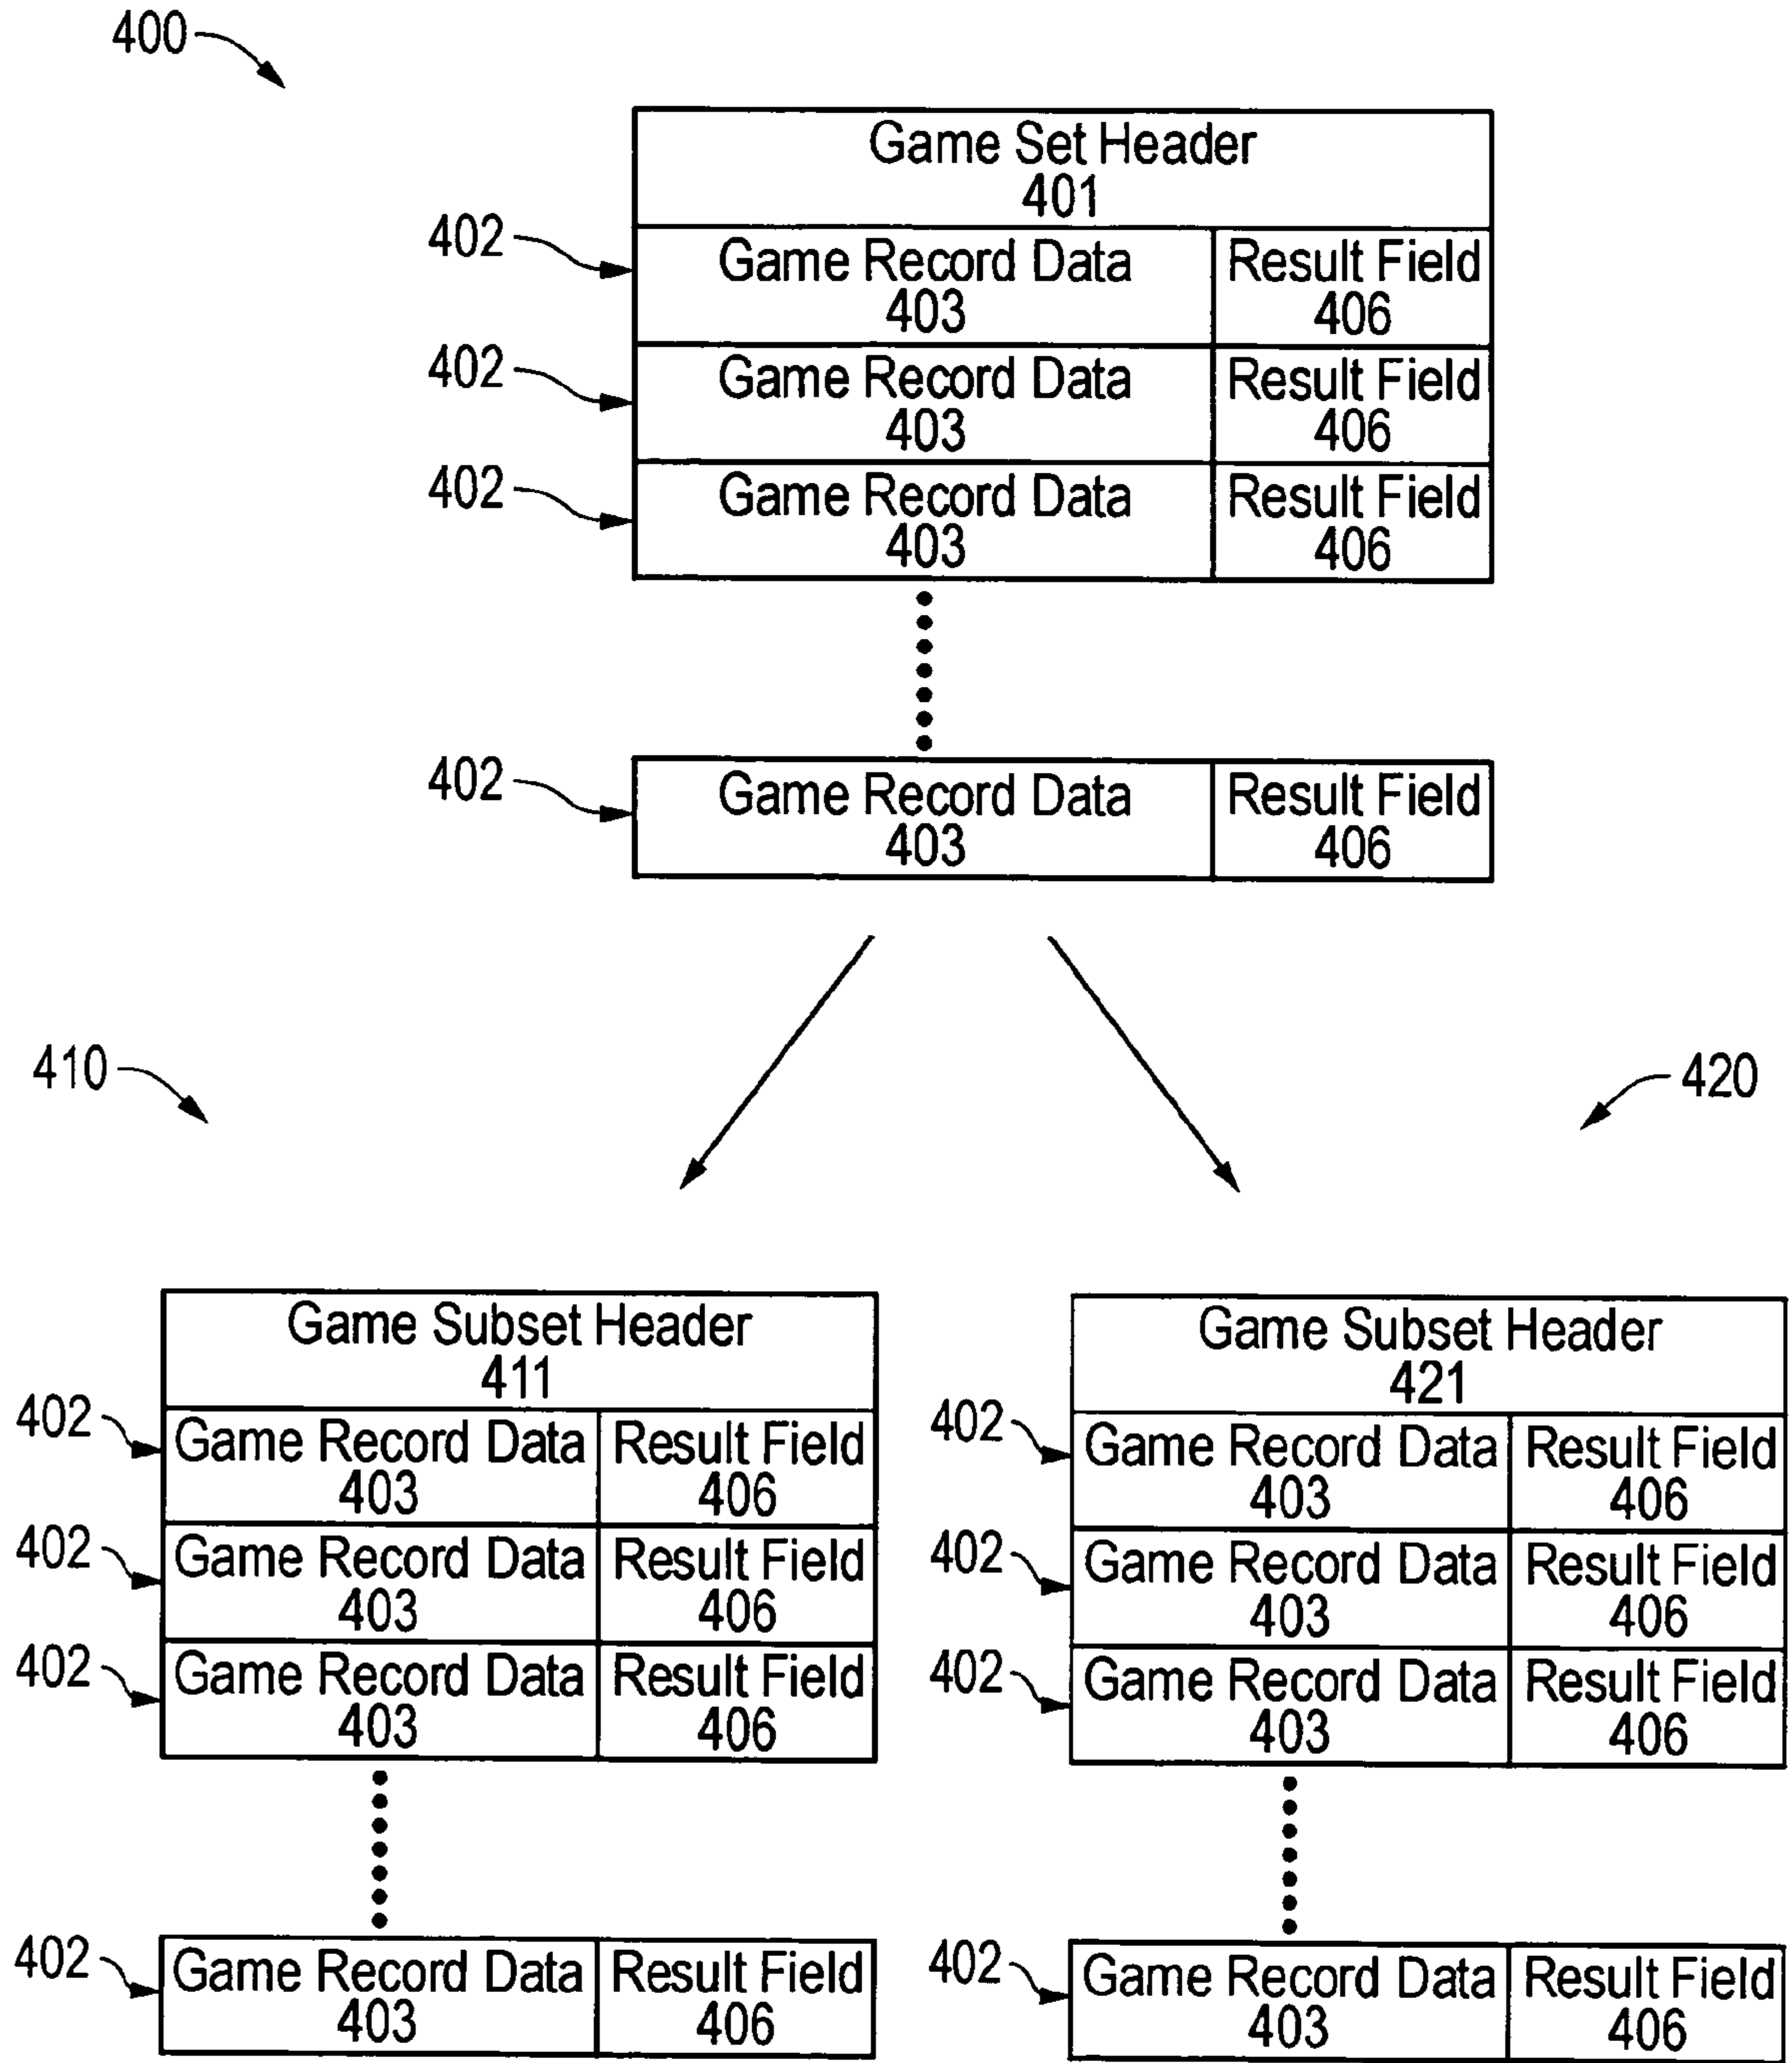 400
Game Set Header
401
402
Game Record Data
403
Result Field
406
402
Game Record Data
403
Result Field
406
402
Game Record Data
403
Result Field
406
402
Game Record Data
403
Result Field
406
410
420
Game Subset Header
411
402
Game Record Data
403
Result Field
406
402
Game Record Data
403
Result Field
406
402
Game Record Data
403
Result Field
406
402
Game Record Data
403
Result Field
406
Game Subset Header
421
402
Game Record Data
403
Result Field
406
402
Game Record Data
403
Result Field
406
402
Game Record Data
403
Result Field
406
402
Game Record Data
403
Result Field
406